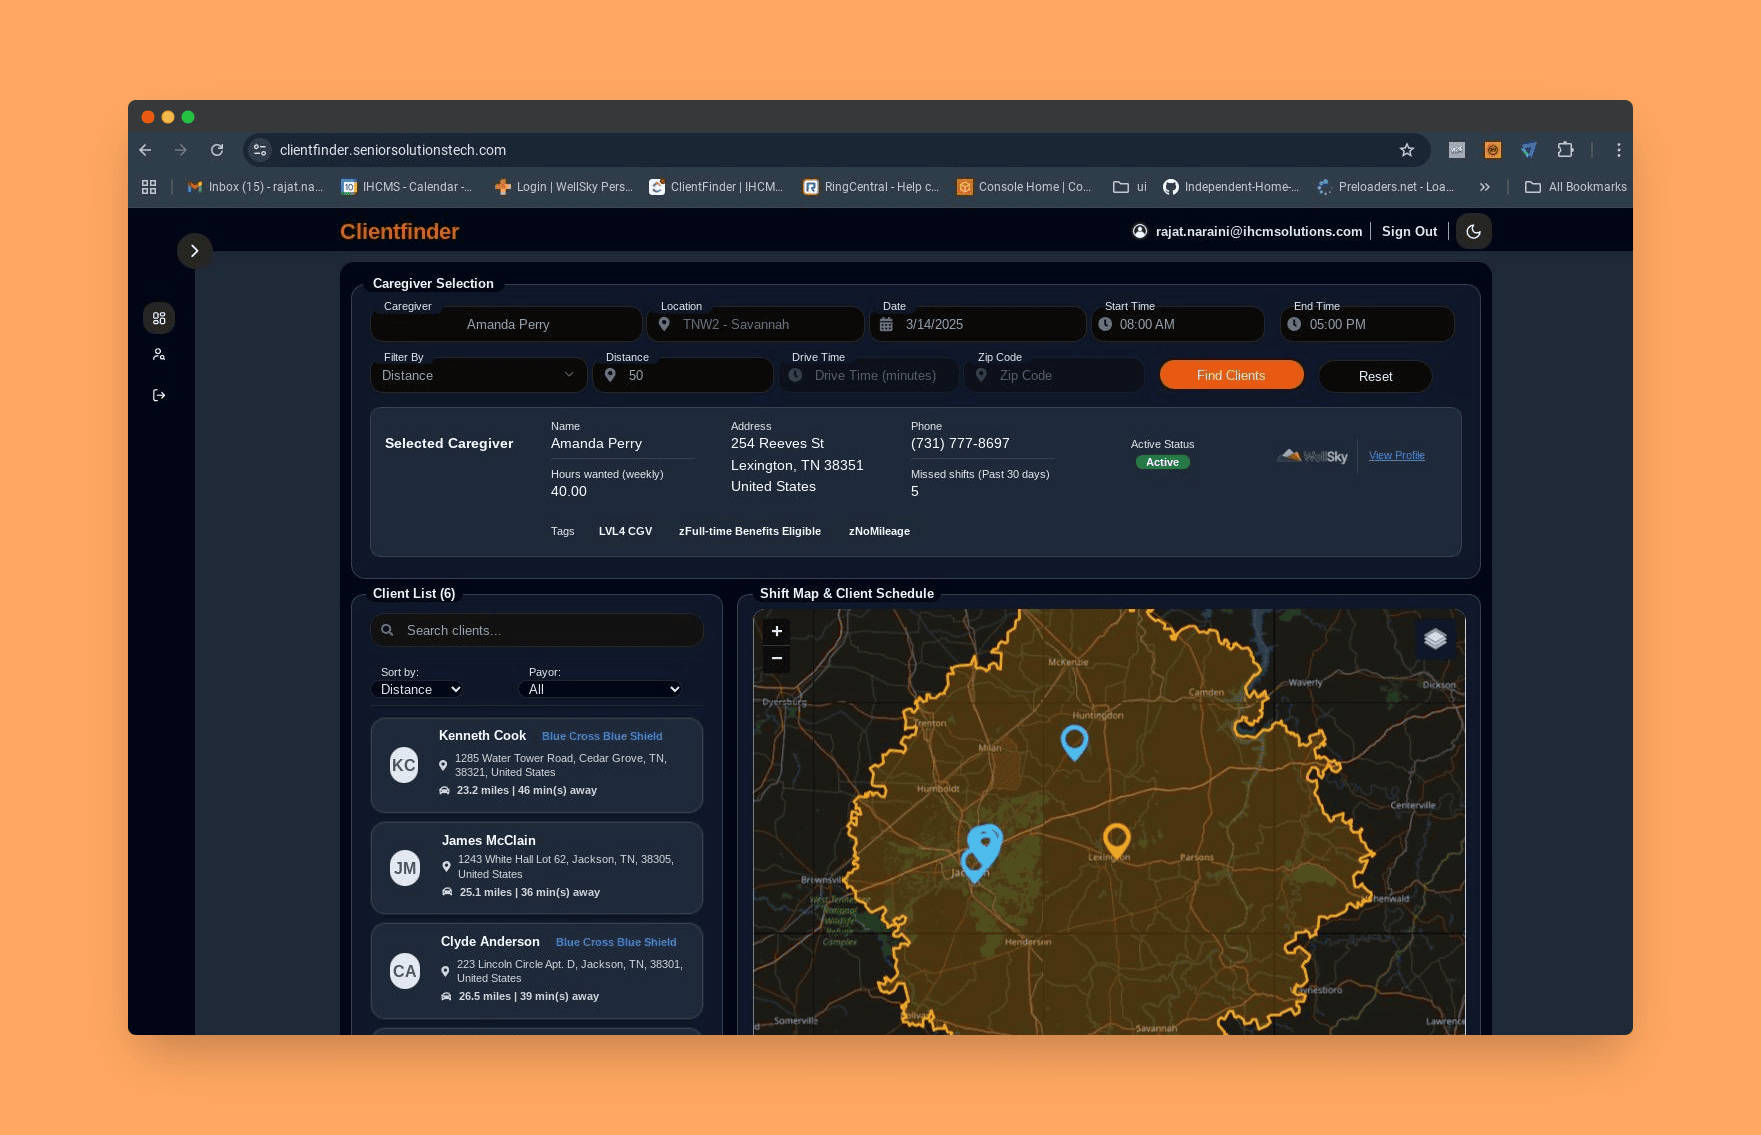 clientfinder.seniorsolutionstech.com
Inbox (15) - rajat.na...
IHCMS - Calendar -...
Login | WellSky Pers...
ClientFinder | IHCM...
RingCentral - Help c...
Console Home | Co...
ui
Independent-Home-...
Preloaders.net - Loa...
All Bookmarks
Clientfinder
rajat.naraini@ihcmsolutions.com
Sign Out
Caregiver Selection
Caregiver
Amanda Perry
Location
TNW2 - Savannah
Date
3/14/2025
Start Time
08:00 AM
End Time
05:00 PM
Filter By
Distance
Distance
50
Drive Time
Drive Time (minutes)
Zip Code
Zip Code
Find Clients
Reset
Selected Caregiver
Name
Amanda Perry
Hours wanted (weekly)
40.00
Address
254 Reeves St
Lexington, TN 38351
United States
Phone
(731) 777-8697
Missed shifts (Past 30 days)
5
Active Status
Active
WellSky
View Profile
Tags
LVL4 CGV
zFull-time Benefits Eligible
zNoMileage
Client List (6)
Search clients...
Sort by:
Distance
Payor:
All
KC
Kenneth Cook
Blue Cross Blue Shield
1285 Water Tower Road, Cedar Grove, TN,
38321, United States
23.2 miles | 46 min(s) away
JM
James McClain
1243 White Hall Lot 62, Jackson, TN, 38305,
United States
25.1 miles | 36 min(s) away
CA
Clyde Anderson
Blue Cross Blue Shield
223 Lincoln Circle Apt. D, Jackson, TN, 38301,
United States
26.5 miles | 39 min(s) away
Shift Map & Client Schedule
+
−
McKenzie
Waverly
Dickson
Camden
Dyersburg
Huntingdon
Trenton
Milan
Humboldt
Centerville
Lexington
Parsons
Brownsville
West Tennessee
National
Wildlife
Refuge
Complex
Henderson
Waynesboro
Somerville
Bolivar
Savannah
Lawrence